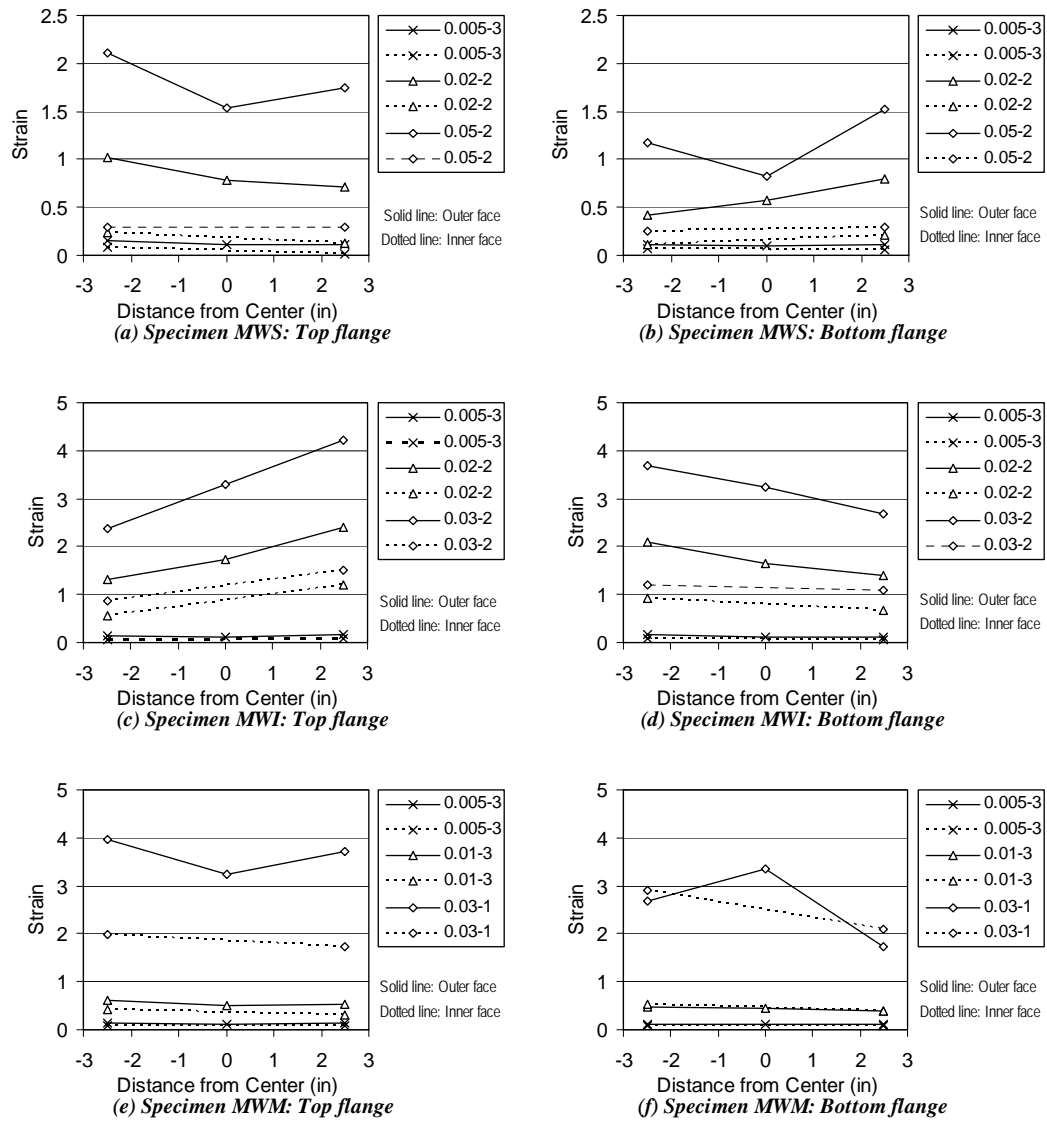 2.5
2
1.5
1
0.5
0
Strain
-3 -2 -1 0 1 2 3
Distance from Center (in)
0.005-3
0.005-3
0.02-2
0.02-2
0.05-2
0.05-2
Solid line: Outer face
Dotted line: Inner face
(a) Specimen MWS: Top flange
2.5
2
1.5
1
0.5
0
Strain
-3 -2 -1 0 1 2 3
Distance from Center (in)
0.005-3
0.005-3
0.02-2
0.02-2
0.05-2
0.05-2
Solid line: Outer face
Dotted line: Inner face
(b) Specimen MWS: Bottom flange
5
4
3
2
1
0
Strain
-3 -2 -1 0 1 2 3
Distance from Center (in)
0.005-3
0.005-3
0.02-2
0.02-2
0.03-2
0.03-2
Solid line: Outer face
Dotted line: Inner face
(c) Specimen MWI: Top flange
5
4
3
2
1
0
Strain
-3 -2 -1 0 1 2 3
Distance from Center (in)
0.005-3
0.005-3
0.02-2
0.02-2
0.03-2
0.03-2
Solid line: Outer face
Dotted line: Inner face
(d) Specimen MWI: Bottom flange
5
4
3
2
1
0
Strain
-3 -2 -1 0 1 2 3
Distance from Center (in)
0.005-3
0.005-3
0.01-3
0.01-3
0.03-1
0.03-1
Solid line: Outer face
Dotted line: Inner face
(e) Specimen MWM: Top flange
5
4
3
2
1
0
Strain
-3 -2 -1 0 1 2 3
Distance from Center (in)
0.005-3
0.005-3
0.01-3
0.01-3
0.03-1
0.03-1
Solid line: Outer face
Dotted line: Inner face
(f) Specimen MWM: Bottom flange